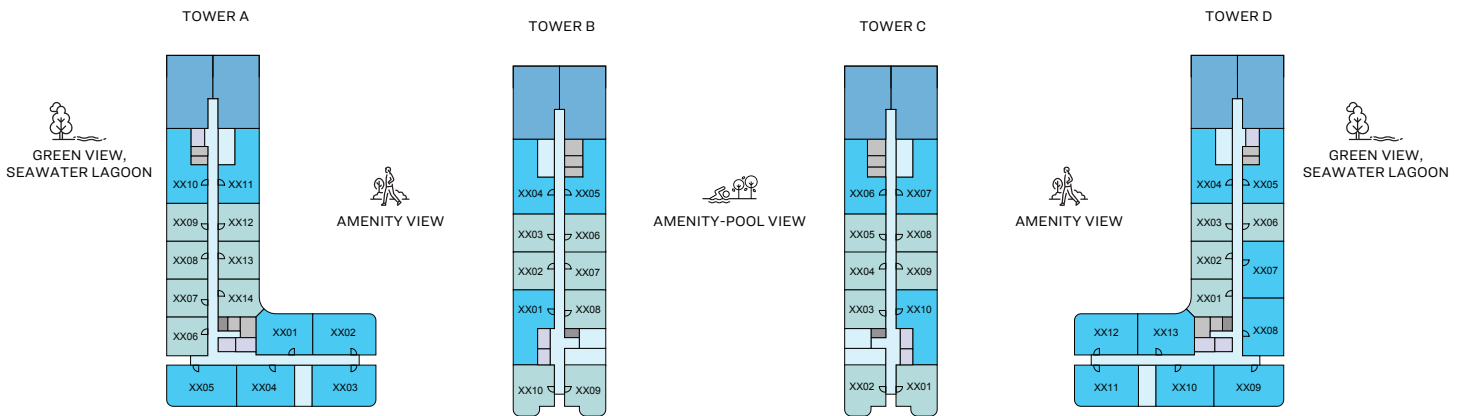 TOWER A
TOWER B
TOWER C
TOWER D
GREEN VIEW,
SEAWATER LAGOON
AMENITY VIEW
AMENITY-POOL VIEW
AMENITY VIEW
GREEN VIEW,
SEAWATER LAGOON
XX10 XX11
XX09 XX12
XX08 XX13
XX07 XX14
XX06 XX01 XX02
XX05 XX04 XX03
XX04 XX05
XX03 XX06
XX02 XX07
XX01 XX08
XX10 XX09
XX06 XX07
XX05 XX08
XX04 XX09
XX03 XX10
XX02 XX01
XX04 XX05
XX03 XX06
XX02 XX07
XX01
XX12 XX13 XX08
XX11 XX10 XX09